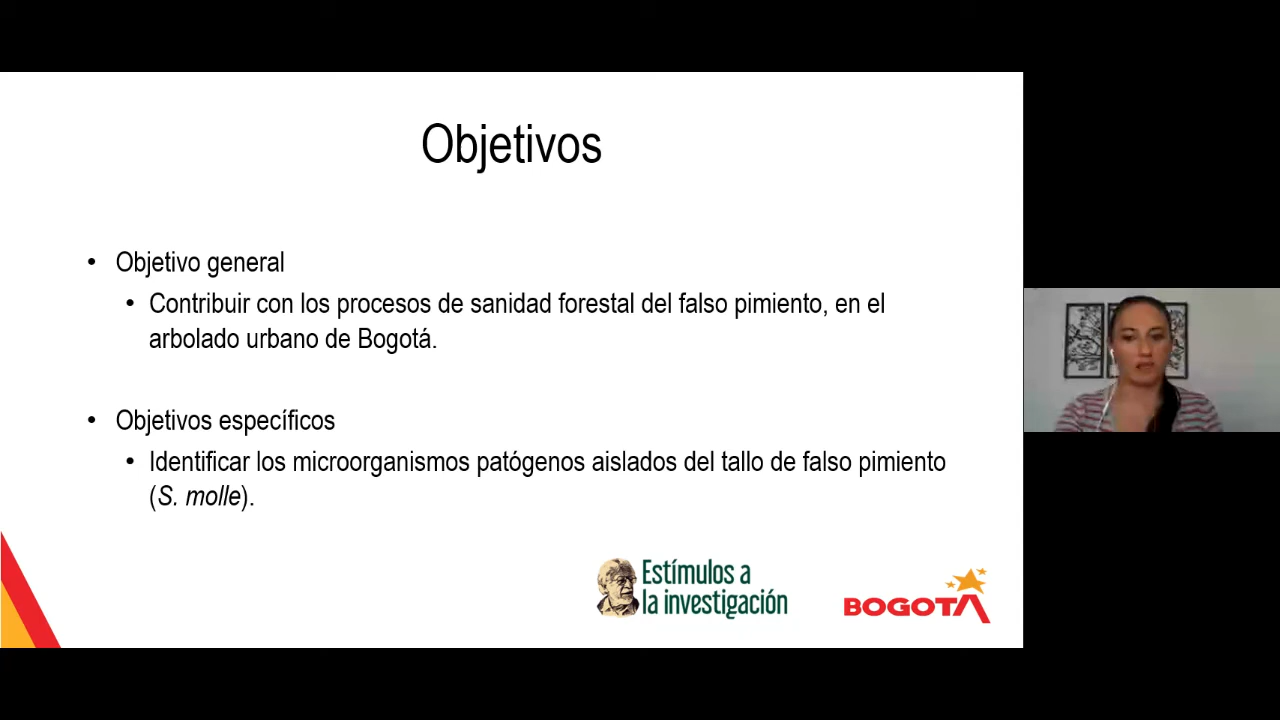 Objetivos
• Objetivo general
• Contribuir con los procesos de sanidad forestal del falso pimiento, en el
arbolado urbano de Bogotá.
• Objetivos específicos
• Identificar los microorganismos patógenos aislados del tallo de falso pimiento
(S. molle).
Estímulos a
la investigación
BOGOTÁ